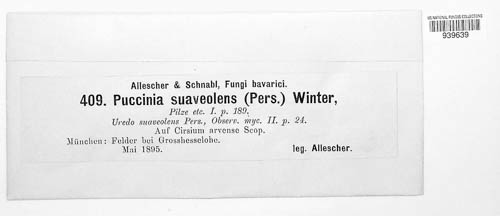 US NATIONAL FUNGUS COLLECTIONS
939639
Allescher & Schnabl, Fungi bavarici.
409. Puccinia suaveolens (Pers.) Winter,
Pilze etc. I. p. 189,
Uredo suaveolens Pers., Observ. myc. II. p. 24.
Auf Cirsium arvense Scop.
München: Felder bei Grosshesselohe.
Mai 1895. leg. Allescher.